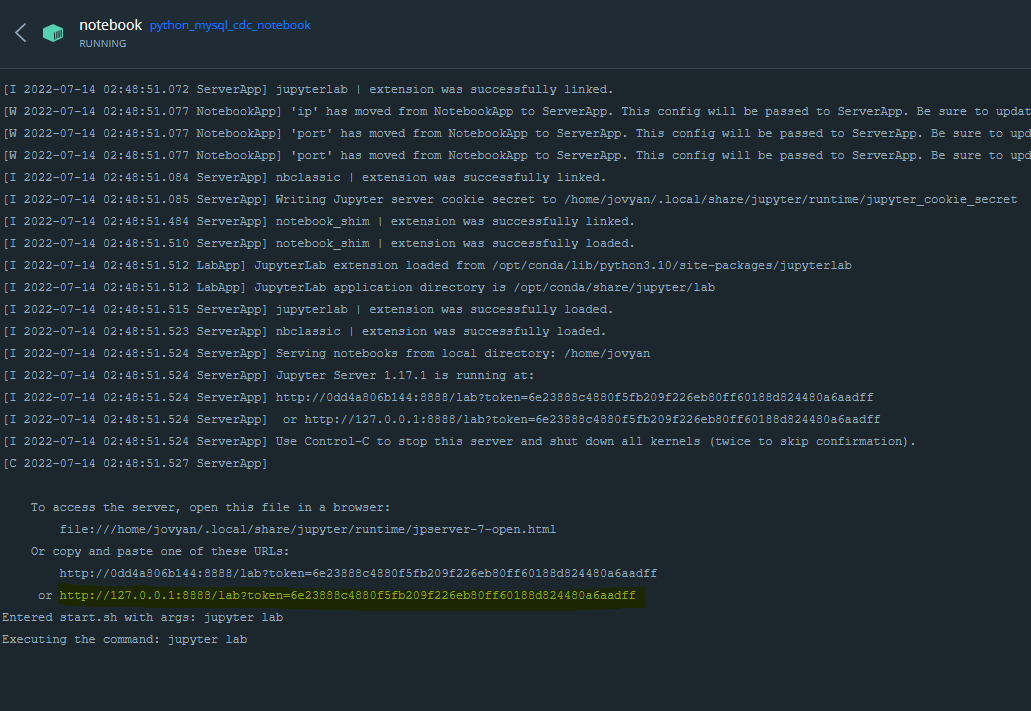 notebook python_mysql_cdc_notebook
RUNNING
[I 2022-07-14 02:48:51.072 ServerApp] jupyterlab | extension was successfully linked.
[W 2022-07-14 02:48:51.077 NotebookApp] 'ip' has moved from NotebookApp to ServerApp. This config will be passed to ServerApp. Be sure to updat
[W 2022-07-14 02:48:51.077 NotebookApp] 'port' has moved from NotebookApp to ServerApp. This config will be passed to ServerApp. Be sure to upd
[W 2022-07-14 02:48:51.077 NotebookApp] 'port' has moved from NotebookApp to ServerApp. This config will be passed to ServerApp. Be sure to upd
[I 2022-07-14 02:48:51.084 ServerApp] nbclassic | extension was successfully linked.
[I 2022-07-14 02:48:51.085 ServerApp] Writing Jupyter server cookie secret to /home/jovyan/.local/share/jupyter/runtime/jupyter_cookie_secret
[I 2022-07-14 02:48:51.484 ServerApp] notebook_shim | extension was successfully linked.
[I 2022-07-14 02:48:51.510 ServerApp] notebook_shim | extension was successfully loaded.
[I 2022-07-14 02:48:51.512 LabApp] JupyterLab extension loaded from /opt/conda/lib/python3.10/site-packages/jupyterlab
[I 2022-07-14 02:48:51.512 LabApp] JupyterLab application directory is /opt/conda/share/jupyter/lab
[I 2022-07-14 02:48:51.515 ServerApp] jupyterlab | extension was successfully loaded.
[I 2022-07-14 02:48:51.523 ServerApp] nbclassic | extension was successfully loaded.
[I 2022-07-14 02:48:51.524 ServerApp] Serving notebooks from local directory: /home/jovyan
[I 2022-07-14 02:48:51.524 ServerApp] Jupyter Server 1.17.1 is running at:
[I 2022-07-14 02:48:51.524 ServerApp] http://0dd4a806b144:8888/lab?token=6e23888c4880f5fb209f226eb80ff60188d824480a6aadff
[I 2022-07-14 02:48:51.524 ServerApp]  or http://127.0.0.1:8888/lab?token=6e23888c4880f5fb209f226eb80ff60188d824480a6aadff
[I 2022-07-14 02:48:51.524 ServerApp] Use Control-C to stop this server and shut down all kernels (twice to skip confirmation).
[C 2022-07-14 02:48:51.527 ServerApp]
To access the server, open this file in a browser:
file:///home/jovyan/.local/share/jupyter/runtime/jpserver-7-open.html
Or copy and paste one of these URLs:
http://0dd4a806b144:8888/lab?token=6e23888c4880f5fb209f226eb80ff60188d824480a6aadff
or http://127.0.0.1:8888/lab?token=6e23888c4880f5fb209f226eb80ff60188d824480a6aadff
Entered start.sh with args: jupyter lab
Executing the command: jupyter lab